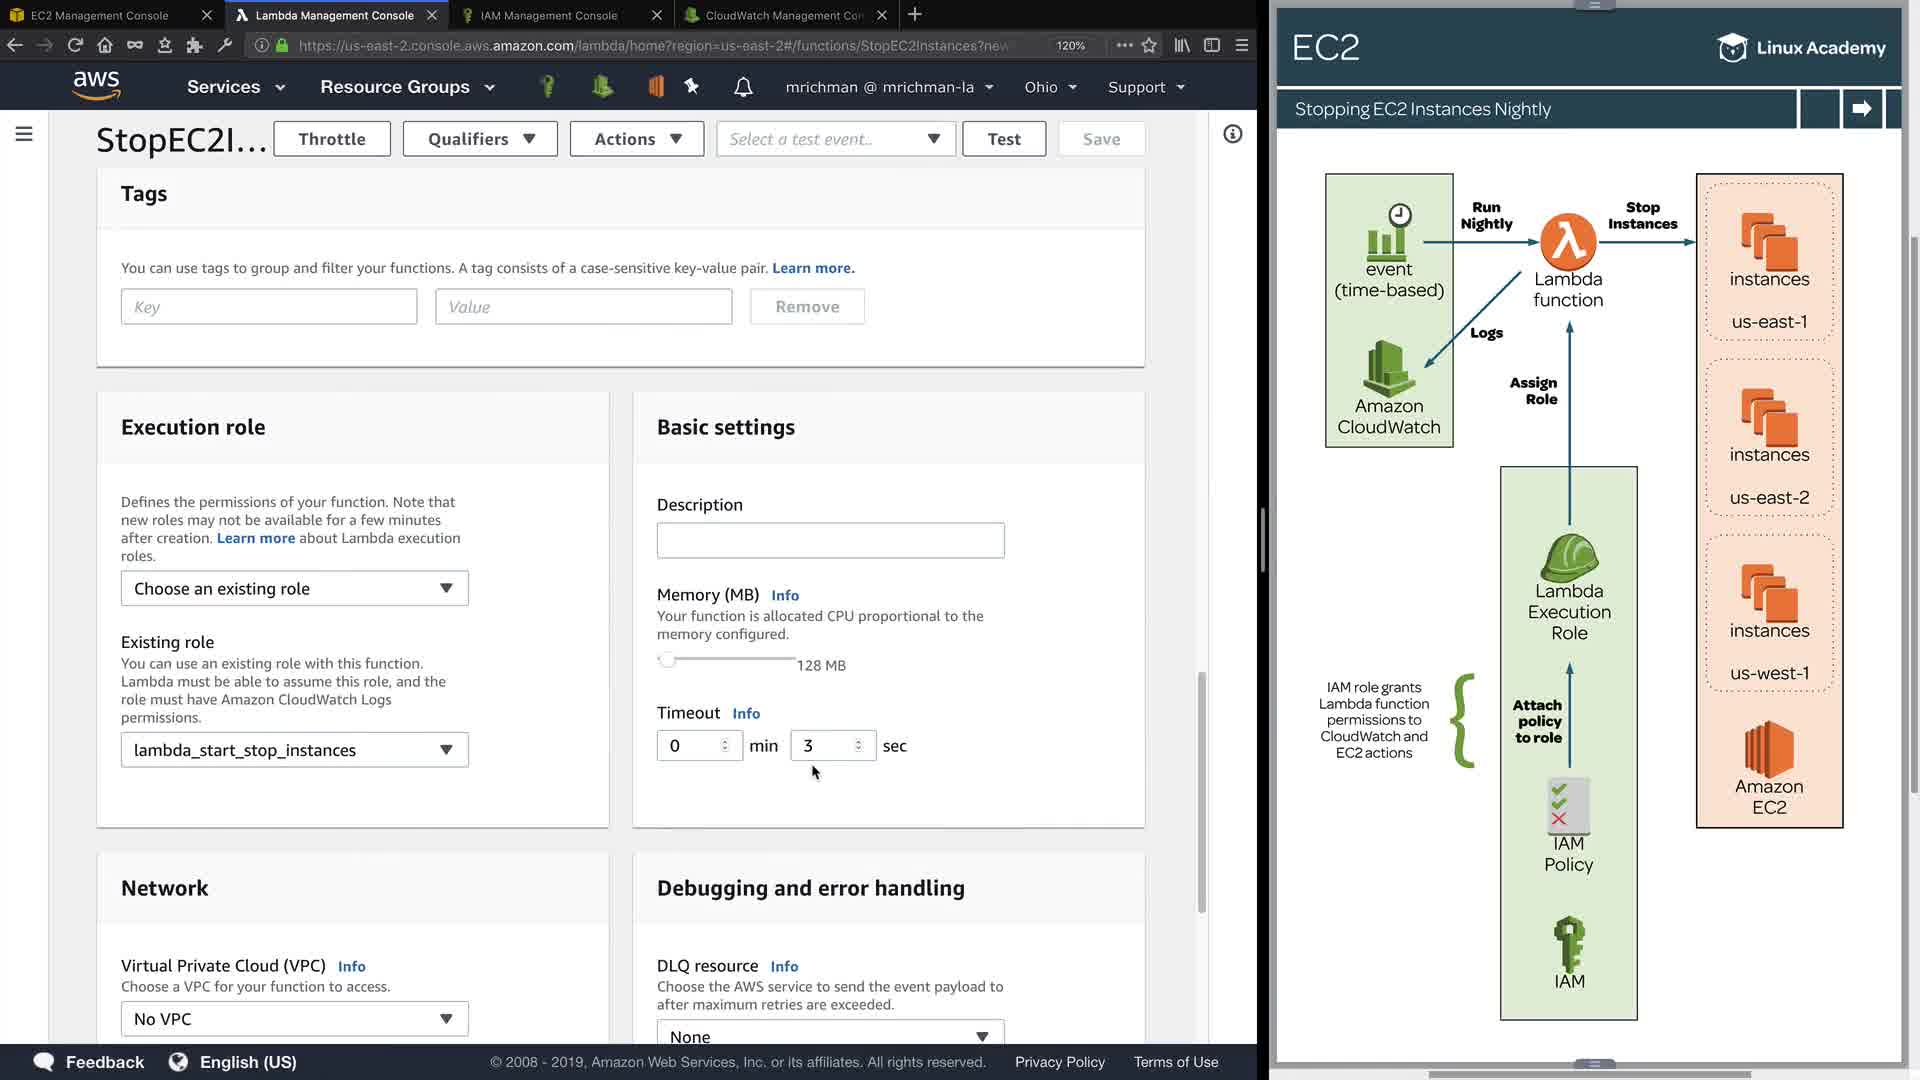 EC2 Management Console
Lambda Management Console
IAM Management Console
CloudWatch Management Con
https://us-east-2.console.aws.amazon.com/lambda/home?region=us-east-2#/functions/StopEC2Instances?new
120%
aws
Services
Resource Groups
mrichman @ mrichman-la
Ohio
Support
StopEC2I...
Throttle
Qualifiers
Actions
Select a test event..
Test
Save
Tags
You can use tags to group and filter your functions. A tag consists of a case-sensitive key-value pair. Learn more.
Key
Value
Remove
Execution role
Defines the permissions of your function. Note that
new roles may not be available for a few minutes
after creation. Learn more about Lambda execution
roles.
Choose an existing role
Existing role
You can use an existing role with this function.
Lambda must be able to assume this role, and the
role must have Amazon CloudWatch Logs
permissions.
lambda_start_stop_instances
Basic settings
Description
Memory (MB) Info
Your function is allocated CPU proportional to the
memory configured.
128 MB
Timeout Info
0 min 3 sec
Network
Virtual Private Cloud (VPC) Info
Choose a VPC for your function to access.
No VPC
Debugging and error handling
DLQ resource Info
Choose the AWS service to send the event payload to
after maximum retries are exceeded.
None
Feedback
English (US)
© 2008 - 2019, Amazon Web Services, Inc. or its affiliates. All rights reserved.
Privacy Policy
Terms of Use
EC2
Linux Academy
Stopping EC2 Instances Nightly
event
(time-based)
Run
Nightly
Lambda
function
Stop
Instances
instances
us-east-1
Logs
Amazon
CloudWatch
Assign
Role
instances
us-east-2
Lambda
Execution
Role
instances
us-west-1
IAM role grants
Lambda function
permissions to
CloudWatch and
EC2 actions
Attach
policy
to role
IAM
Policy
Amazon
EC2
IAM